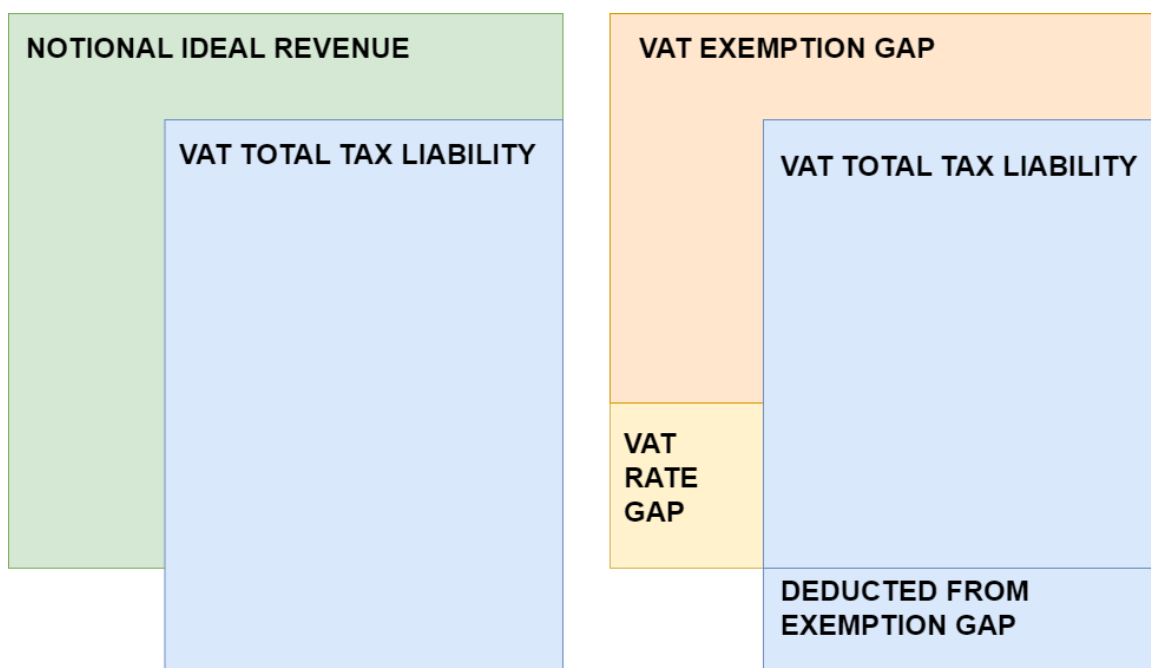 NOTIONAL IDEAL REVENUE
VAT TOTAL TAX LIABILITY
VAT EXEMPTION GAP
VAT TOTAL TAX LIABILITY
VAT
RATE
GAP
DEDUCTED FROM
EXEMPTION GAP